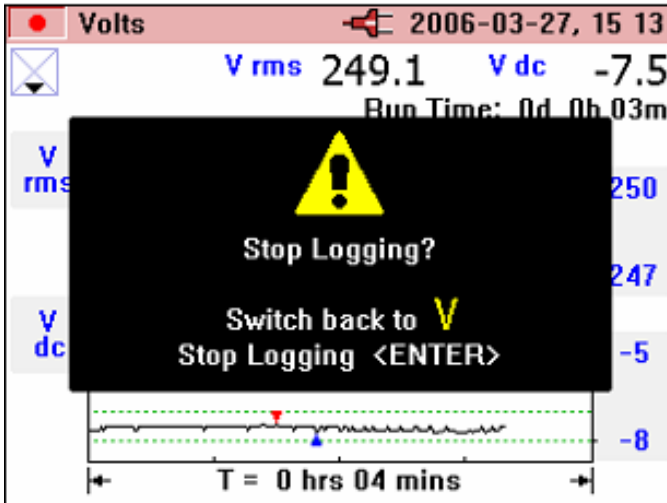 Volts 2006-03-27, 15 13
V rms 249.1 V dc -7.5
Run Time: 0d 0h 03m
V
rms
250
Stop Logging?
247
Switch back to V
V
dc
Stop Logging <ENTER>
-5
-8
T = 0 hrs 04 mins